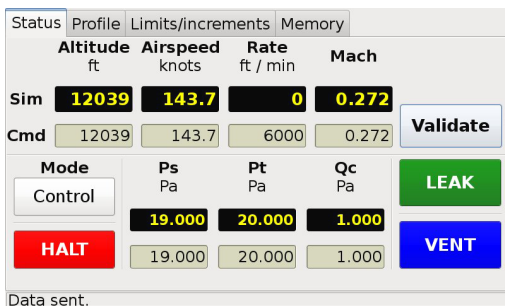 Status Profile Limits/increments Memory
Altitude Airspeed Rate Mach
ft knots ft / min
Sim 12039 143.7 0 0.272
Cmd 12039 143.7 6000 0.272 Validate
Mode Ps Pt Qc
Pa Pa Pa
Control LEAK
19.000 20.000 1.000
HALT 19.000 20.000 1.000 VENT
Data sent.